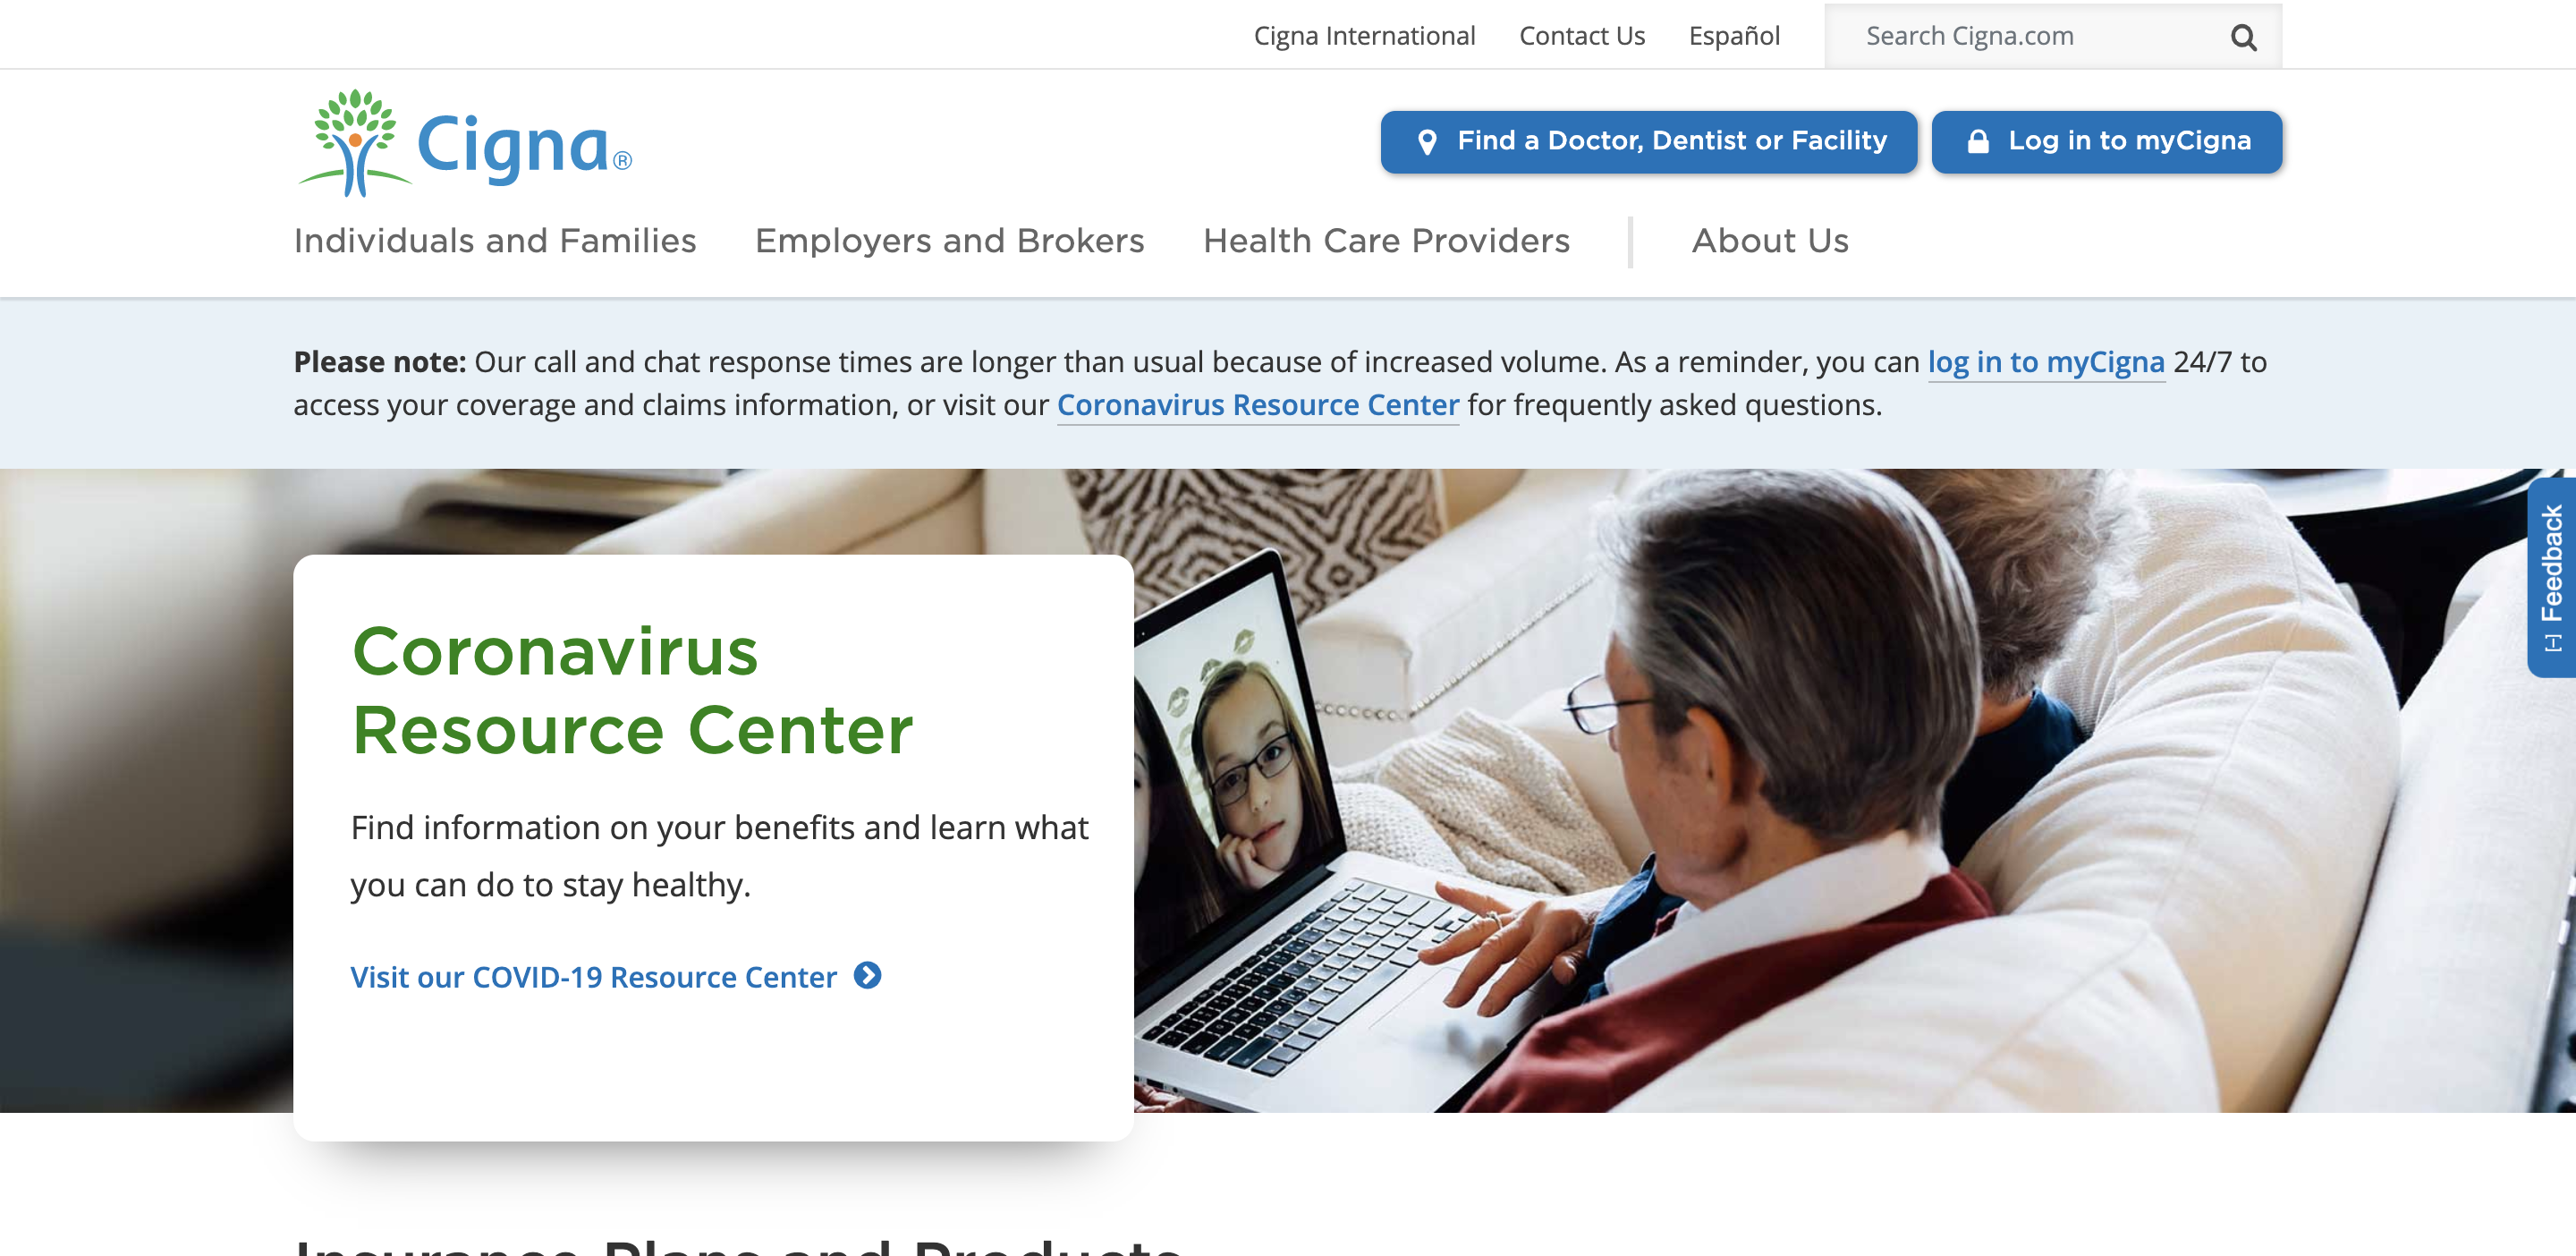 Cigna International Contact Us Español Search Cigna.com
Cigna®
Find a Doctor, Dentist or Facility Log in to myCigna
Individuals and Families Employers and Brokers Health Care Providers About Us
Please note: Our call and chat response times are longer than usual because of increased volume. As a reminder, you can log in to myCigna 24/7 to
access your coverage and claims information, or visit our Coronavirus Resource Center for frequently asked questions.
[-] Feedback
Coronavirus
Resource Center
Find information on your benefits and learn what
you can do to stay healthy.
Visit our COVID-19 Resource Center
Insurance Plans and Products